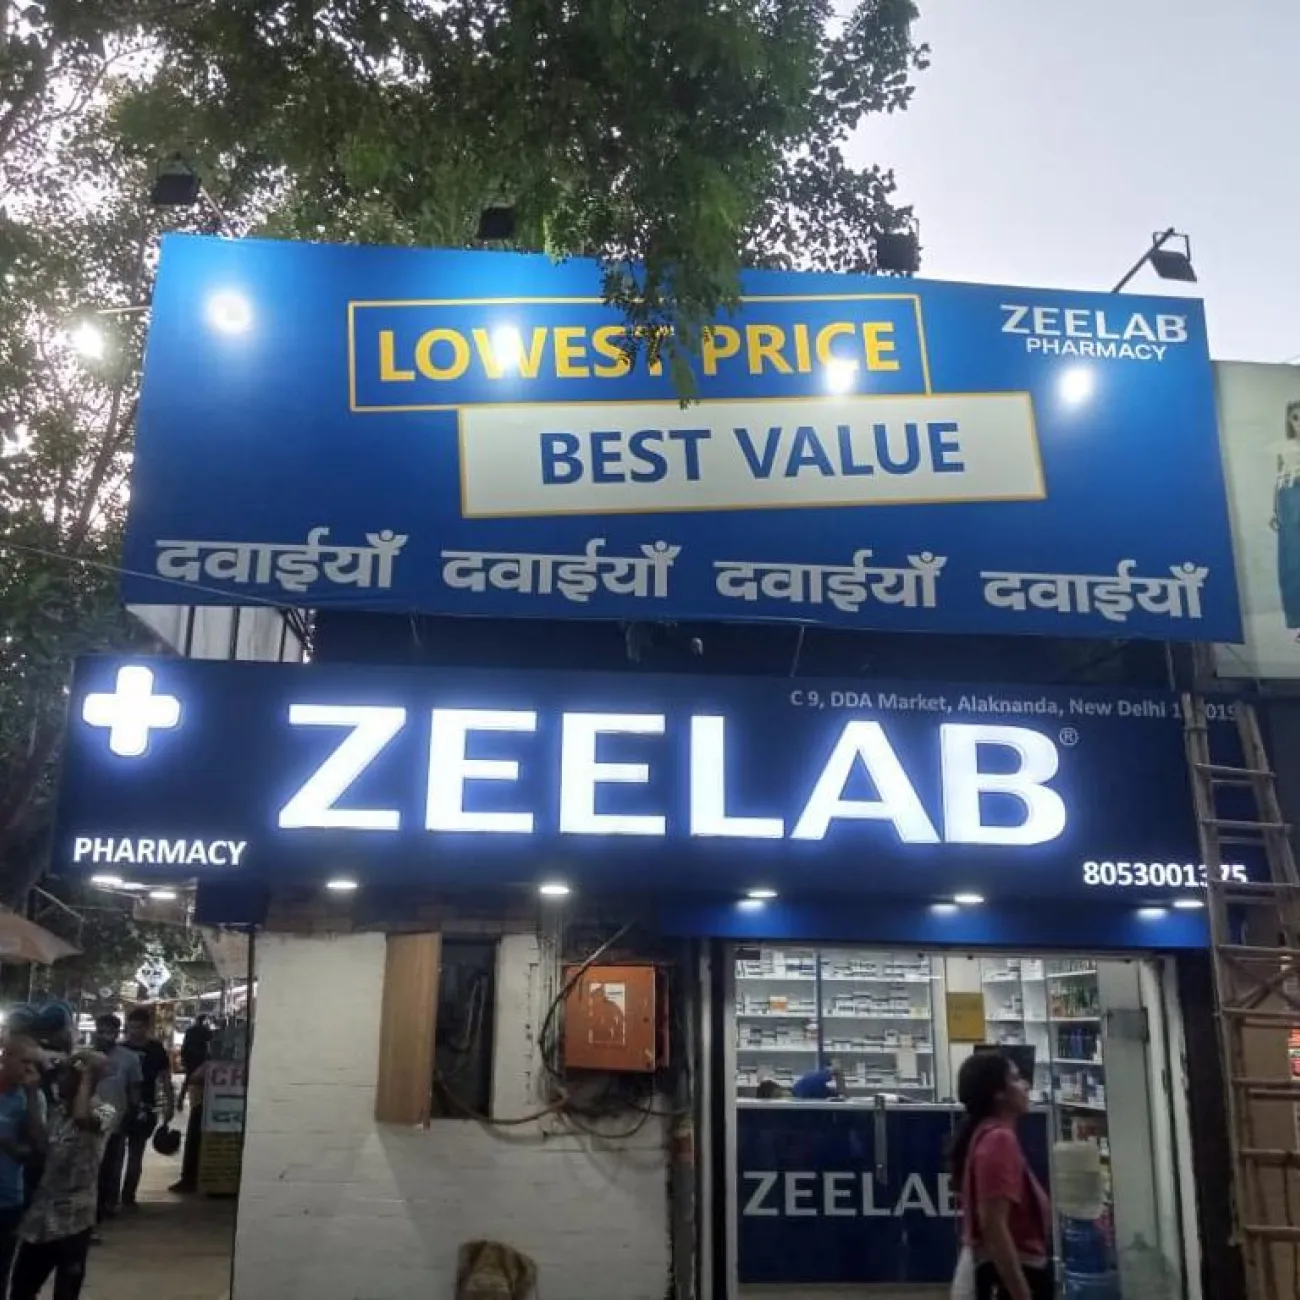 LOWEST PRICE
ZEELAB
PHARMACY
BEST VALUE
दवाईयाँ दवाईयाँ दवाईयाँ दवाईयाँ
C 9, DDA Market, Alaknanda, New Delhi
ZEELAB®
PHARMACY
ZEELAB